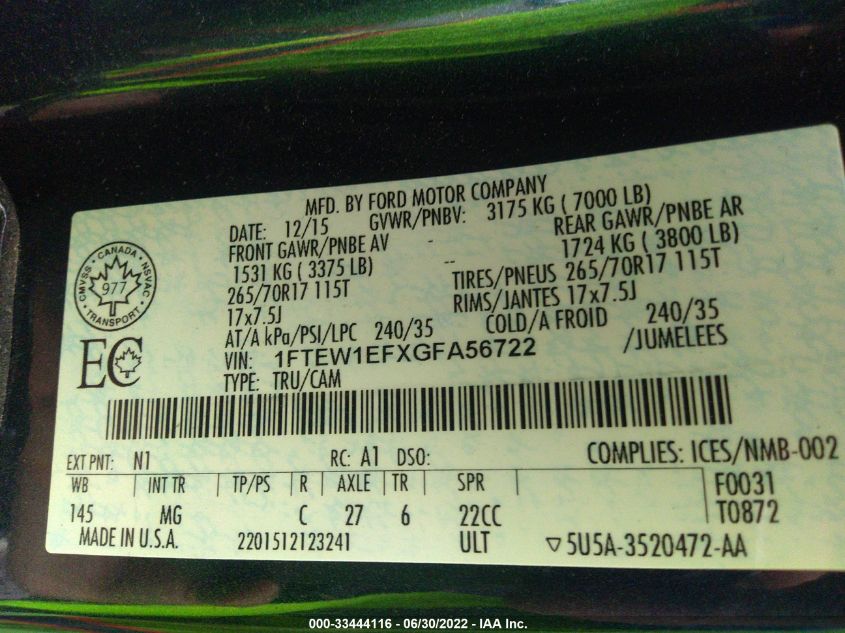 MFD. BY FORD MOTOR COMPANY
DATE: 12/15 GVWR/PNBV: 3175 KG ( 7000 LB)
FRONT GAWR/PNBE AV - REAR GAWR/PNBE AR
1531 KG ( 3375 LB) - 1724 KG ( 3800 LB)
265/70R17 115T TIRES/PNEUS 265/70R17 115T
17x7.5J RIMS/JANTES 17x7.5J
AT/A kPa/PSI/LPC 240/35 COLD/A FROID 240/35
VIN: 1FTEW1EFXGFA56722 /JUMELEES
TYPE: TRU/CAM
CANADA
CMVSS NSVAC
977
TRANSPORT
EC
EXT PNT: N1 RC: A1 DSO: COMPLIES: ICES/NMB-002
WB INT TR TP/PS R AXLE TR SPR F0031
145 MG C 27 6 22CC T0872
MADE IN U.S.A. 2201512123241 ULT ▽5U5A-3520472-AA
000-33444116 - 06/30/2022 - IAA Inc.